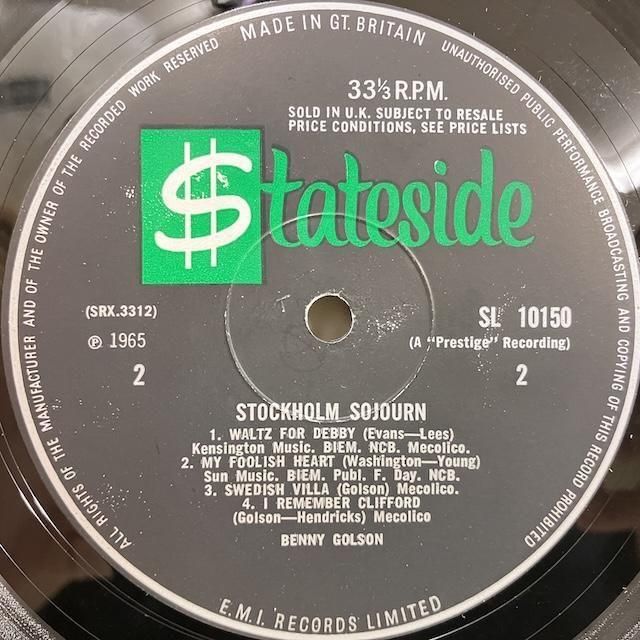 MADE IN GT. BRITAIN
UNAUTHORISED PUBLIC PERFORMANCE BROADCASTING AND COPYING OF THIS RECORD PROHIBITED
ALL RIGHTS OF THE MANUFACTURER AND OF THE OWNER OF THE RECORDED WORK RESERVED
33⅓ R.P.M.
SOLD IN U.K. SUBJECT TO RESALE
PRICE CONDITIONS, SEE PRICE LISTS
$tateside
(SRX.3312)
℗ 1965
2
SL 10150
(A "Prestige" Recording)
2
STOCKHOLM SOJOURN
1. WALTZ FOR DEBBY (Evans—Lees)
Kensington Music. BIEM. NCB. Mecolico.
2. MY FOOLISH HEART (Washington—Young)
Sun Music. BIEM. Publ. F. Day. NCB.
3. SWEDISH VILLA (Golson) Mecolico.
4. I REMEMBER CLIFFORD
(Golson—Hendricks) Mecolico
BENNY GOLSON
E.M.I. RECORDS LIMITED